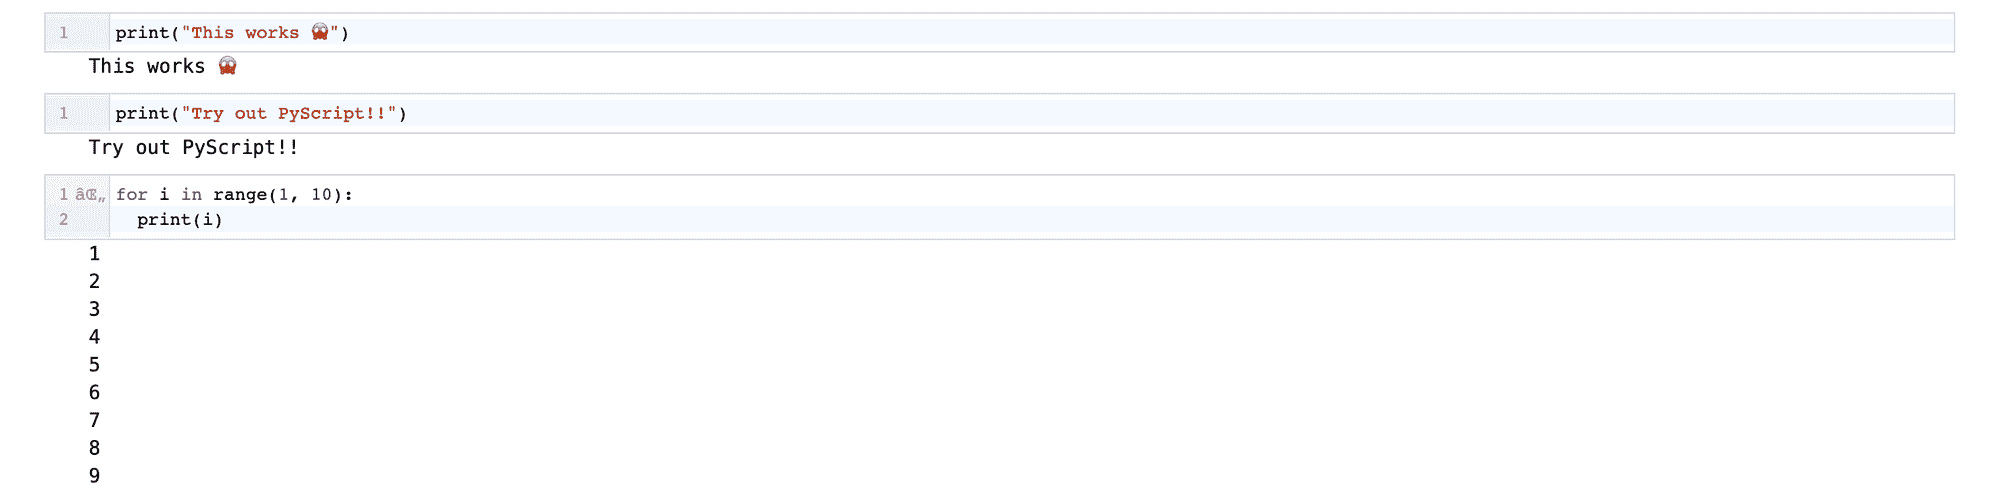 1 print("This works 😱")
This works 😱
1 print("Try out PyScript!!")
Try out PyScript!!
1 âŒ„ for i in range(1, 10):
2 print(i)
1
2
3
4
5
6
7
8
9